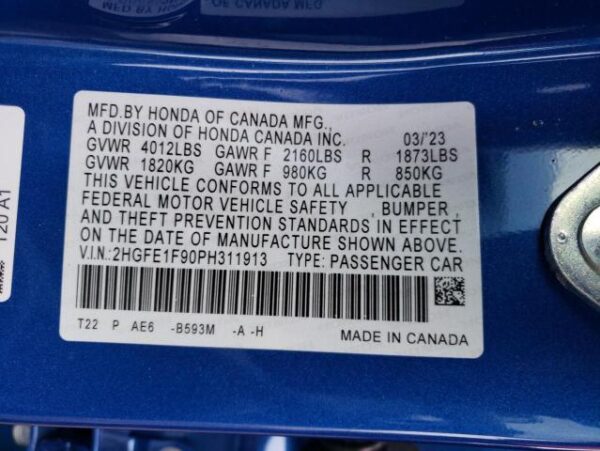 MFD.BY HONDA OF CANADA MFG.,
A DIVISION OF HONDA CANADA INC. 03/'23
GVWR 4012LBS GAWR F 2160LBS R 1873LBS
GVWR 1820KG GAWR F 980KG R 850KG
THIS VEHICLE CONFORMS TO ALL APPLICABLE
FEDERAL MOTOR VEHICLE SAFETY , BUMPER ,
AND THEFT PREVENTION STANDARDS IN EFFECT
ON THE DATE OF MANUFACTURE SHOWN ABOVE.
V.I.N.:2HGFE1F90PH311913 TYPE: PASSENGER CAR
T22 P AE6 -B593M -A -H
MADE IN CANADA
T20 A1